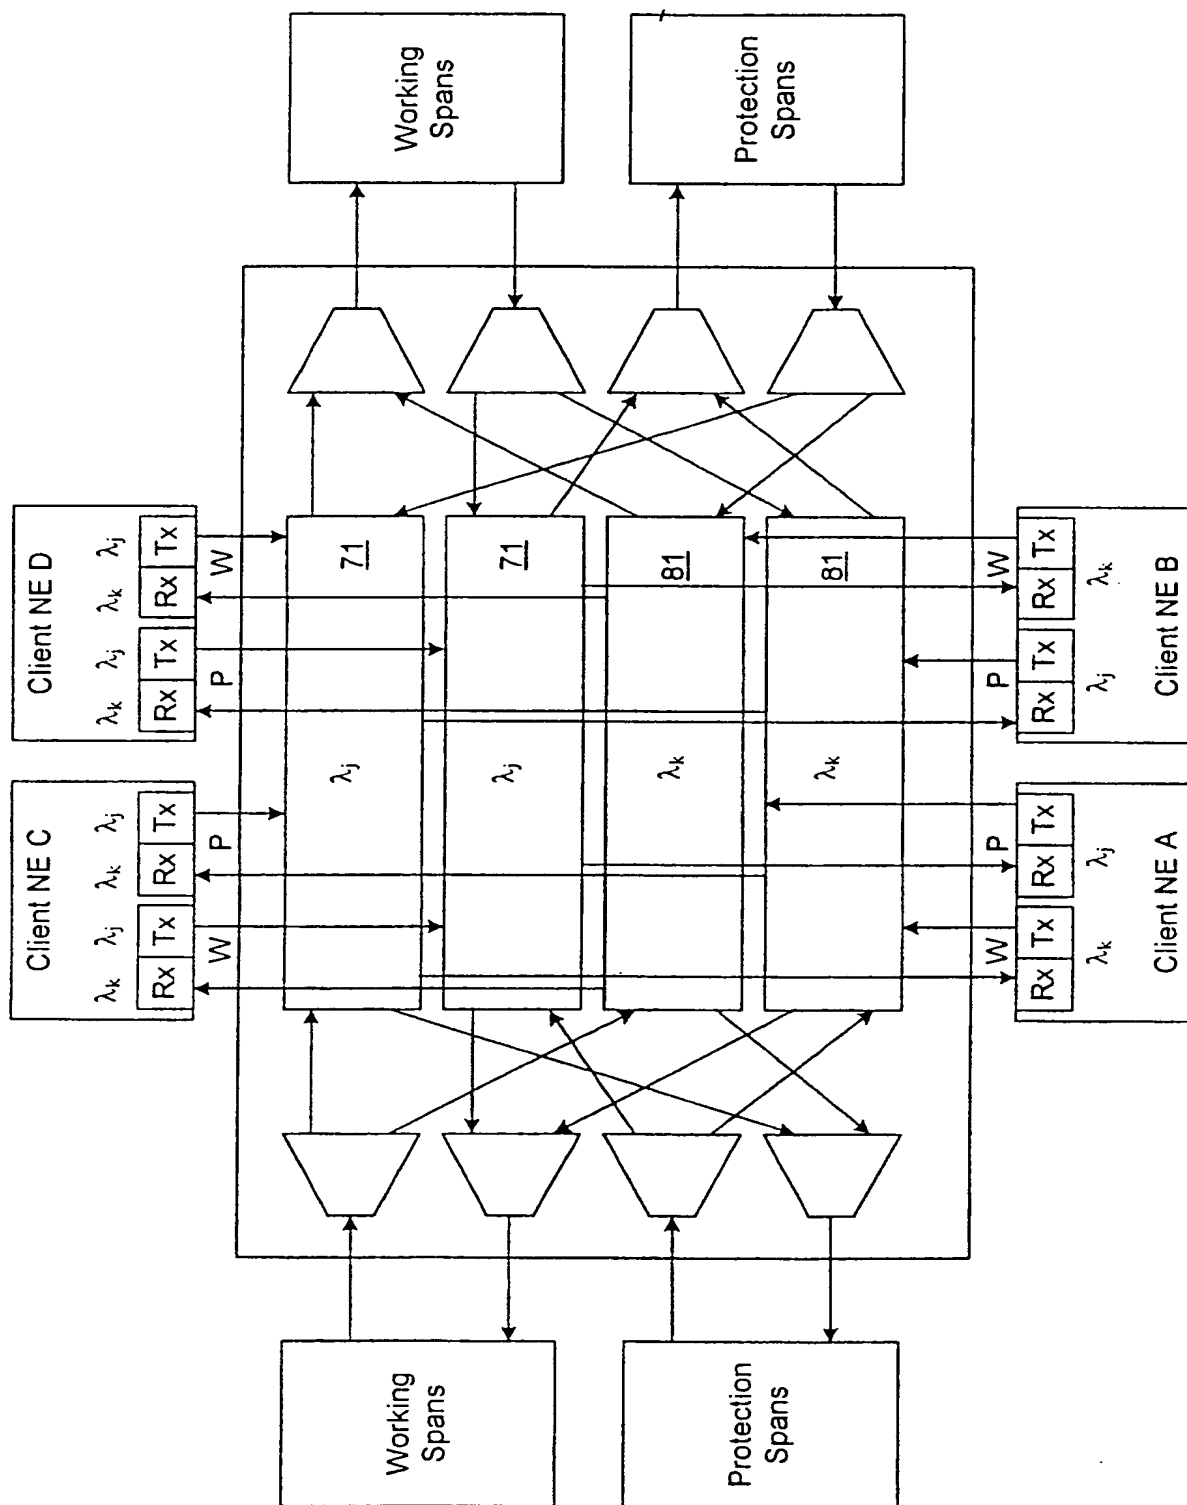 Working
Spans
Protection
Spans
Client NE D
λk λj λk λj
Rx Tx Rx Tx
P W
Client NE C
λk λj λk λj
Rx Tx Rx Tx
W P
λj 71
λj 71
λk 81
λk 81
W P
Rx Tx Rx Tx
λk λj
Client NE A
P W
Rx Tx Rx Tx
λj λk
Client NE B
Working
Spans
Protection
Spans